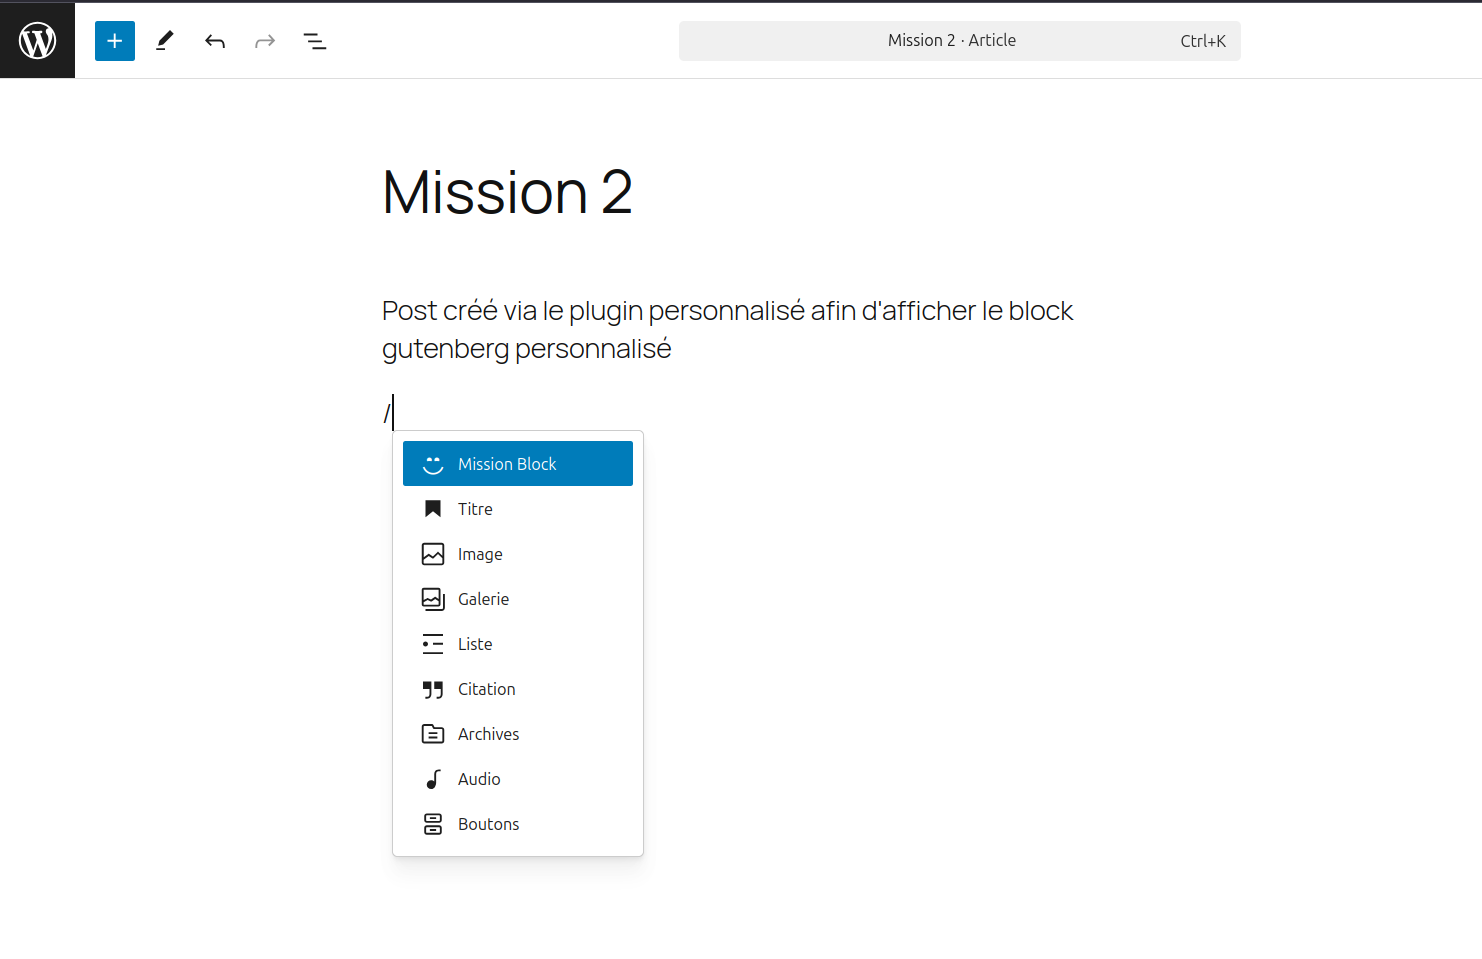 Mission 2 · Article
Ctrl+K
Mission 2
Post créé via le plugin personnalisé afin d'afficher le block
gutenberg personnalisé
/
Mission Block
Titre
Image
Galerie
Liste
Citation
Archives
Audio
Boutons